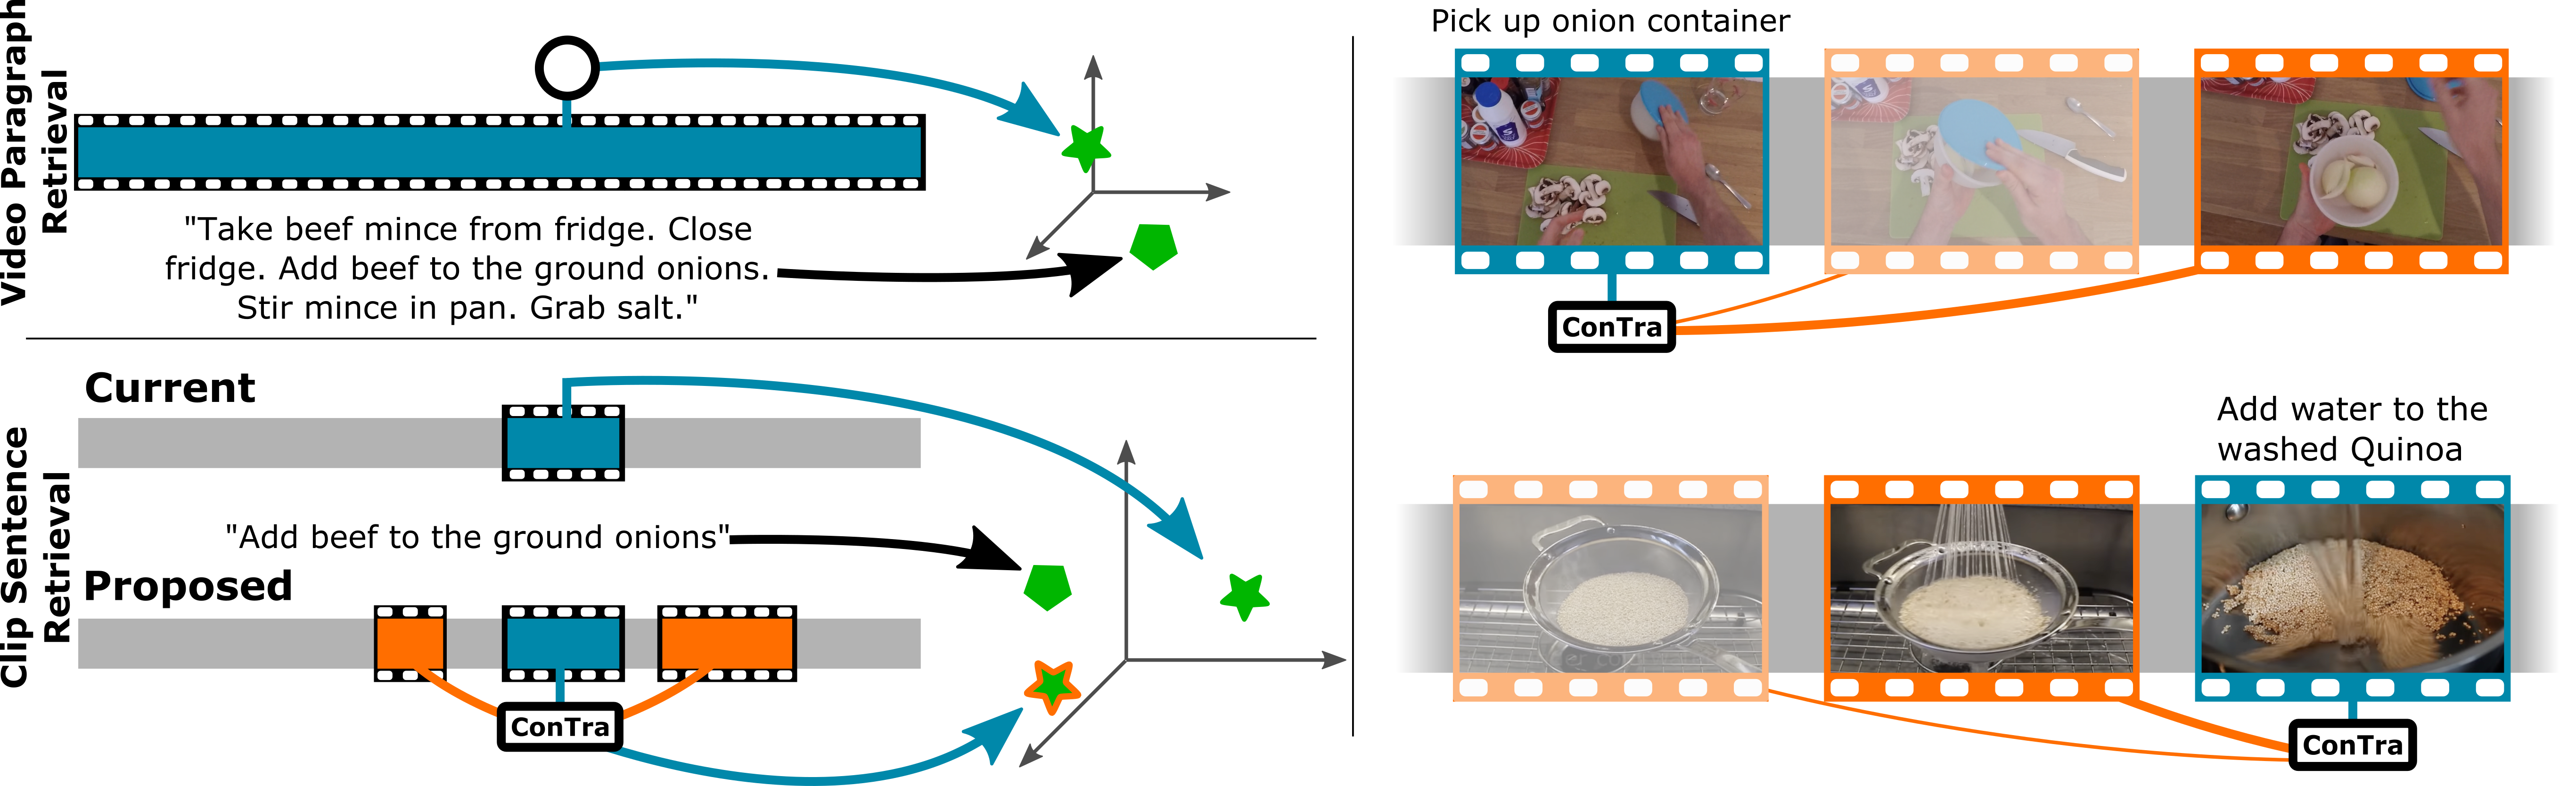 Video Paragraph
Retrieval
"Take beef mince from fridge. Close
fridge. Add beef to the ground onions.
Stir mince in pan. Grab salt."
Clip Sentence
Retrieval
Current
"Add beef to the ground onions"
Proposed
ConTra
Pick up onion container
ConTra
Add water to the
washed Quinoa
ConTra